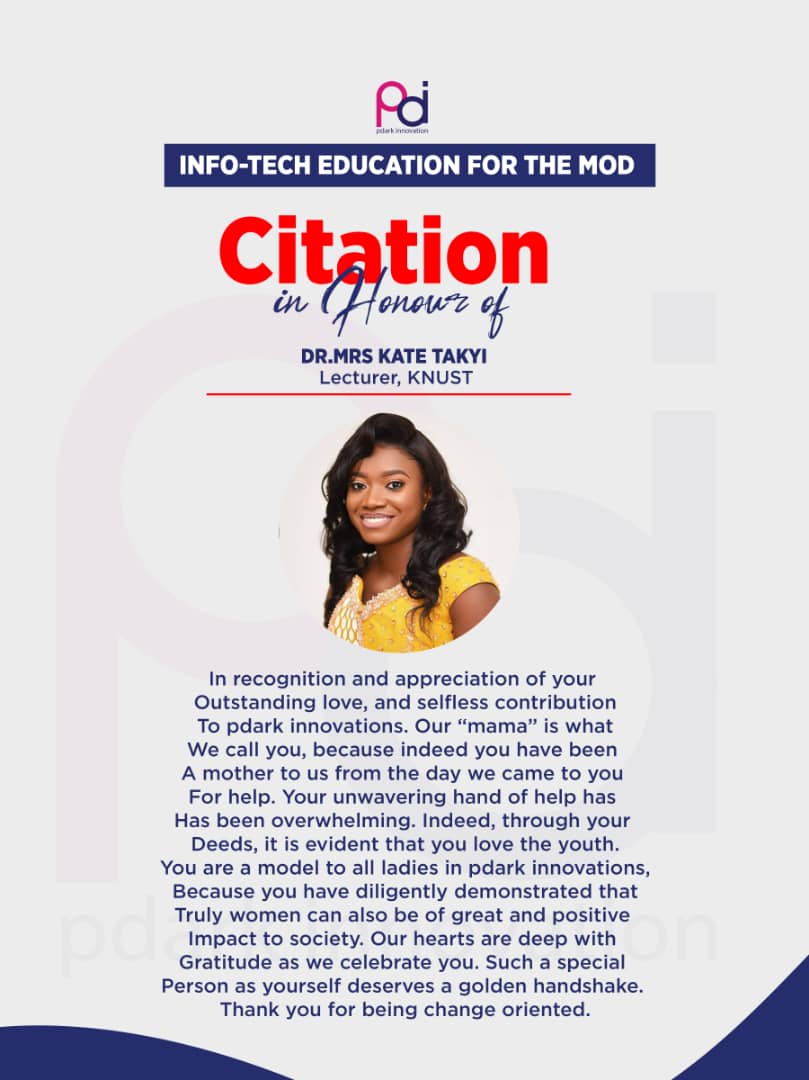 pdi
pdark innovation
INFO-TECH EDUCATION FOR THE MOD
Citation
in Honour of
DR.MRS KATE TAKYI
Lecturer, KNUST
In recognition and appreciation of your
Outstanding love, and selfless contribution
To pdark innovations. Our “mama” is what
We call you, because indeed you have been
A mother to us from the day we came to you
For help. Your unwavering hand of help has
Has been overwhelming. Indeed, through your
Deeds, it is evident that you love the youth.
You are a model to all ladies in pdark innovations,
Because you have diligently demonstrated that
Truly women can also be of great and positive
Impact to society. Our hearts are deep with
Gratitude as we celebrate you. Such a special
Person as yourself deserves a golden handshake.
Thank you for being change oriented.
pdark innovation